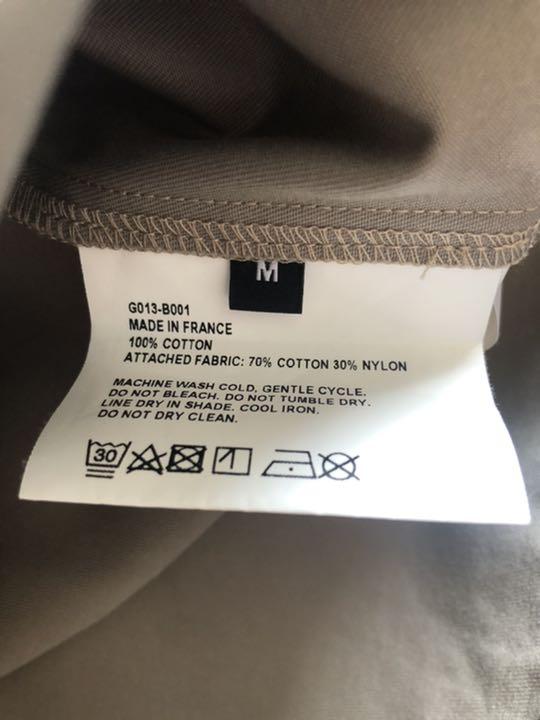 M
G013-B001
MADE IN FRANCE
100% COTTON
ATTACHED FABRIC: 70% COTTON 30% NYLON
MACHINE WASH COLD, GENTLE CYCLE.
DO NOT BLEACH. DO NOT TUMBLE DRY.
LINE DRY IN SHADE. COOL IRON.
DO NOT DRY CLEAN.
30